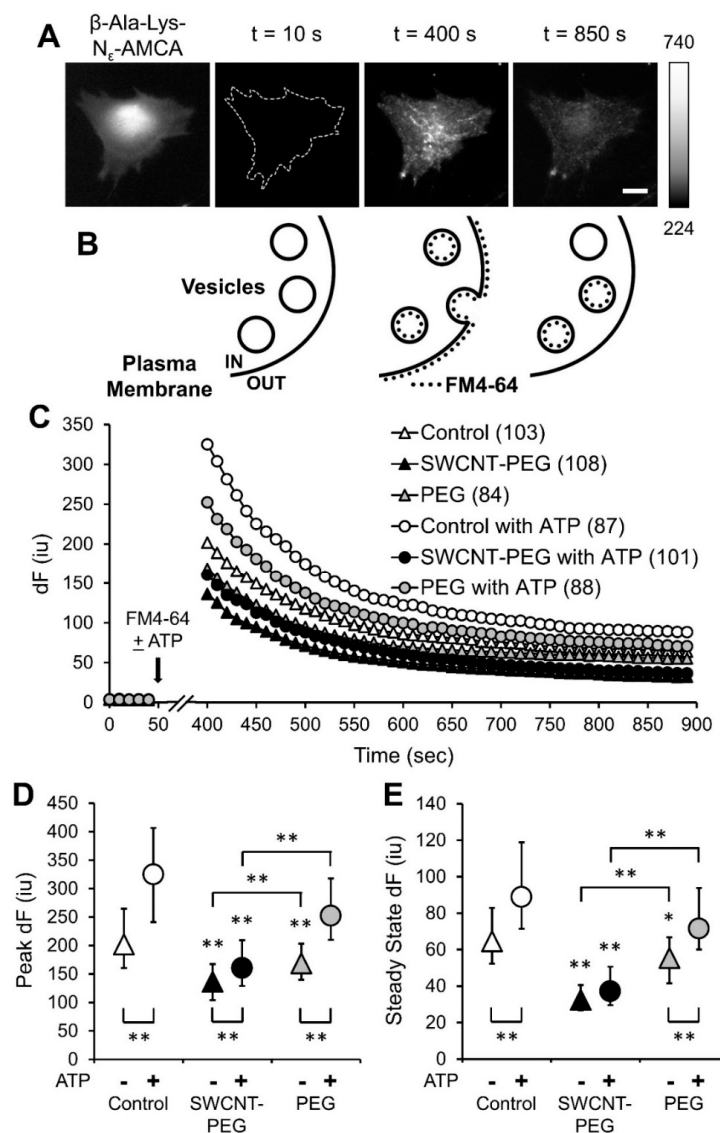 A
β-Ala-Lys-
Nε-AMCA
t = 10 s
t = 400 s
t = 850 s
740
224
B
Vesicles
IN
OUT
Plasma
Membrane
FM4-64
C
350
300
250
200
150
100
50
0
dF (iu)
FM4-64
± ATP
Control (103)
SWCNT-PEG (108)
PEG (84)
Control with ATP (87)
SWCNT-PEG with ATP (101)
PEG with ATP (88)
0 50 400 450 500 550 600 650 700 750 800 850 900
Time (sec)
D
450
400
350
300
250
200
150
100
50
0
Peak dF (iu)
**
**
** ** **
** ** **
ATP - + - + - +
Control SWCNT- PEG
PEG
E
140
120
100
80
60
40
20
0
Steady State dF (iu)
**
**
*
** **
** **
ATP - + - + - +
Control SWCNT- PEG
PEG